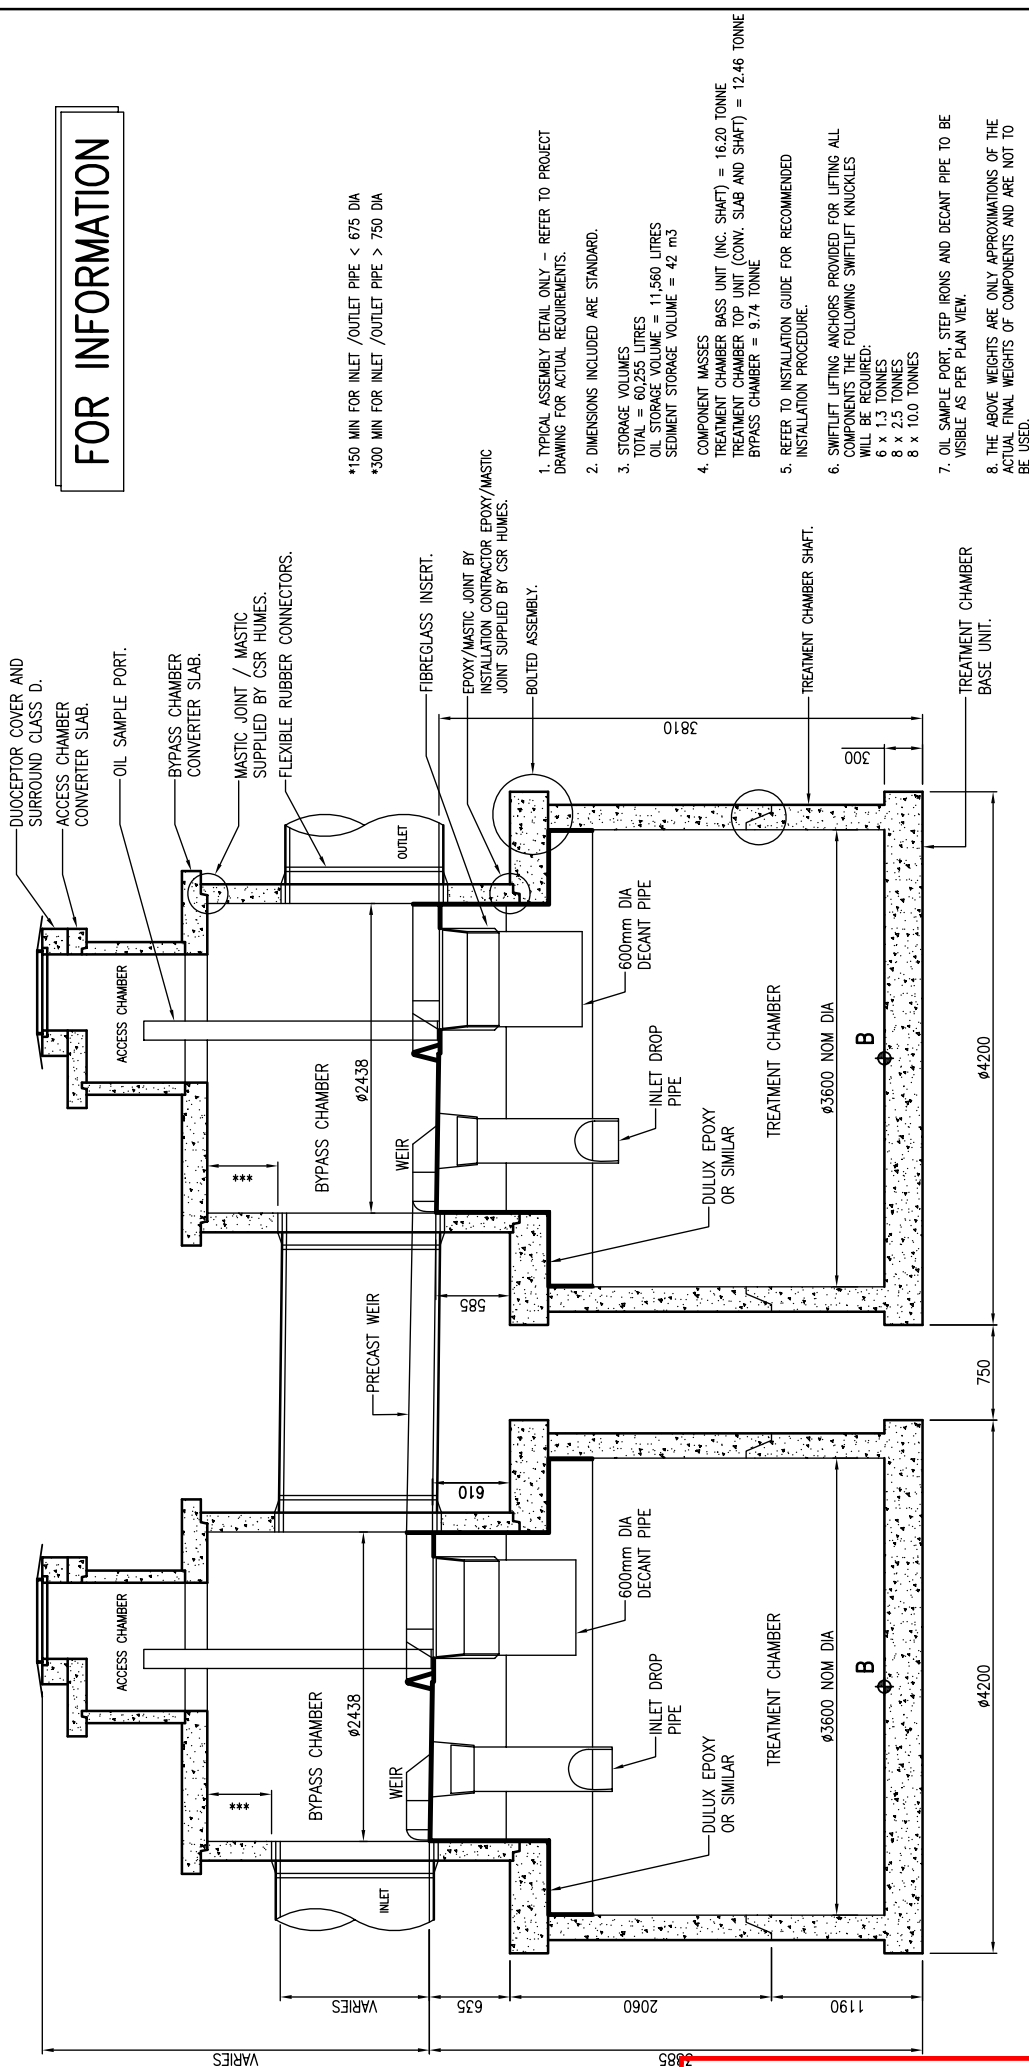 FOR INFORMATION
*150 MIN FOR INLET /OUTLET PIPE < 675 DIA
*300 MIN FOR INLET /OUTLET PIPE > 750 DIA
1. TYPICAL ASSEMBLY DETAIL ONLY – REFER TO PROJECT
DRAWING FOR ACTUAL REQUIREMENTS.
2. DIMENSIONS INCLUDED ARE STANDARD.
3. STORAGE VOLUMES
TOTAL = 60,255 LITRES
OIL STORAGE VOLUME = 11,560 LITRES
SEDIMENT STORAGE VOLUME = 42 m3
4. COMPONENT MASSES
TREATMENT CHAMBER BASS UNIT (INC. SHAFT) = 16.20 TONNE
TREATMENT CHAMBER TOP UNIT (CONV. SLAB AND SHAFT) = 12.46 TONNE
BYPASS CHAMBER = 9.74 TONNE
5. REFER TO INSTALLATION GUIDE FOR RECOMMENDED
INSTALLATION PROCEDURE.
6. SWIFTLIFT LIFTING ANCHORS PROVIDED FOR LIFTING ALL
COMPONENTS THE FOLLOWING SWIFTLIFT KNUCKLES
WILL BE REQUIRED:
6 x 1.3 TONNES
8 x 2.5 TONNES
8 x 10.0 TONNES
7. OIL SAMPLE PORT, STEP IRONS AND DECANT PIPE TO BE
VISIBLE AS PER PLAN VIEW.
8. THE ABOVE WEIGHTS ARE ONLY APPROXIMATIONS OF THE
ACTUAL FINAL WEIGHTS OF COMPONENTS AND ARE NOT TO
BE USED.
DUOCEPTOR COVER AND
SURROUND CLASS D.
ACCESS CHAMBER
CONVERTER SLAB.
OIL SAMPLE PORT.
BYPASS CHAMBER
CONVERTER SLAB.
MASTIC JOINT / MASTIC
SUPPLIED BY CSR HUMES.
FLEXIBLE RUBBER CONNECTORS.
FIBREGLASS INSERT.
EPOXY/MASTIC JOINT BY
INSTALLATION CONTRACTOR EPOXY/MASTIC
JOINT SUPPLIED BY CSR HUMES.
BOLTED ASSEMBLY.
TREATMENT CHAMBER SHAFT.
TREATMENT CHAMBER
BASE UNIT.
3810
300
OUTLET
ACCESS CHAMBER
***
BYPASS CHAMBER
ø2438
WEIR
600mm DIA
DECANT PIPE
INLET DROP
PIPE
DULUX EPOXY
OR SIMILAR
TREATMENT CHAMBER
ø3600 NOM DIA
B
ø4200
585
PRECAST WEIR
750
610
ACCESS CHAMBER
***
BYPASS CHAMBER
ø2438
WEIR
600mm DIA
DECANT PIPE
INLET DROP
PIPE
DULUX EPOXY
OR SIMILAR
TREATMENT CHAMBER
ø3600 NOM DIA
B
ø4200
INLET
VARIES
VARIES
635
2060
1190
3885